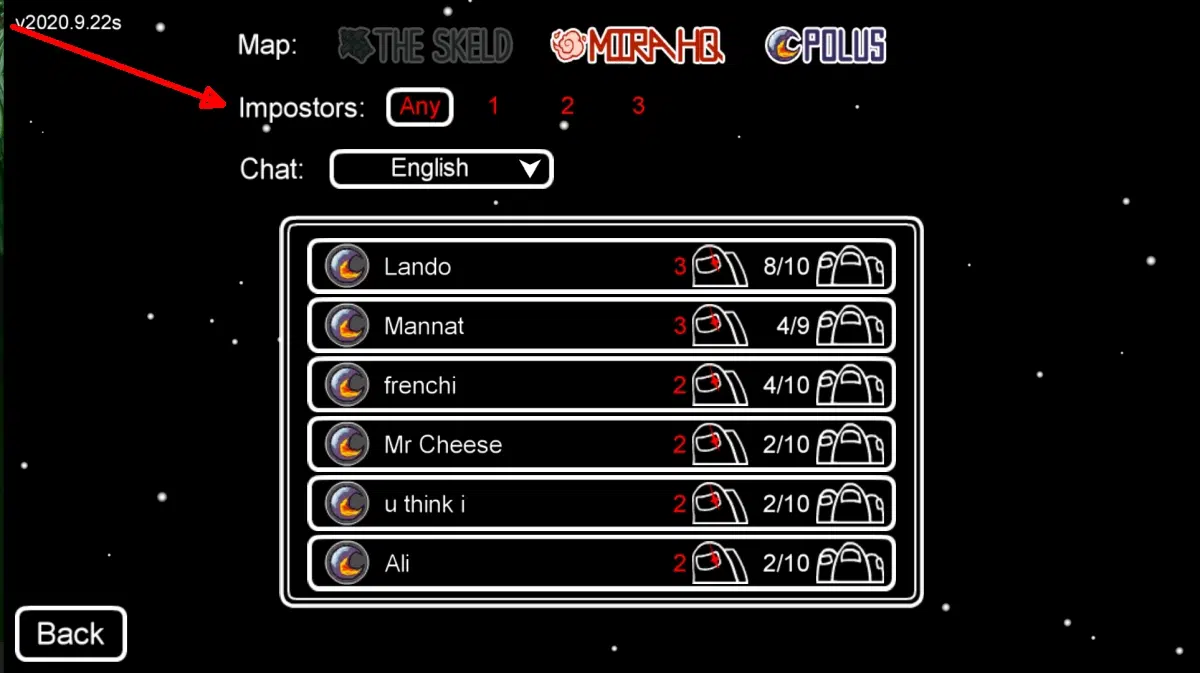 v2020.9.22s
Map: THE SKELD MIRA HQ POLUS
Impostors: Any 1 2 3
Chat: English
Lando 3 8/10
Mannat 3 4/9
frenchi 2 4/10
Mr Cheese 2 2/10
u think i 2 2/10
Ali 2 2/10
Back